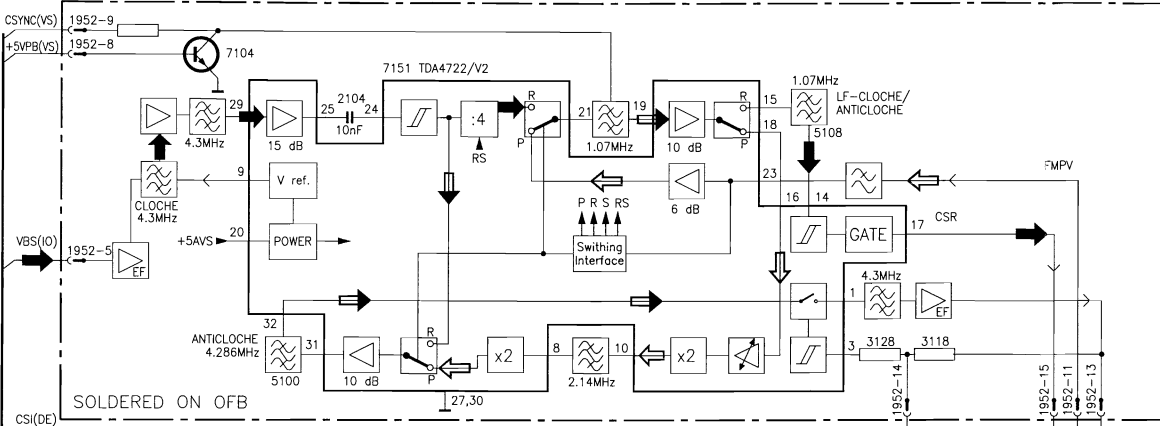 CSYNC(VS) 1952-9
+5VPB(VS) 1952-8
7104
7151 TDA4722/V2
1.07MHz
LF-CLOCHE/
ANTICLOCHE
5108
29
4.3MHz
15 dB
25 2104 24
10nF
:4
RS
R
P
21
1.07MHz
19
10 dB
R
P
15
18
FMPV
CLOCHE
4.3MHz
9
V ref.
6 dB
23
16 14
P R S RS
+5AVS 20
POWER
Swithing
Interface
GATE
17 CSR
VBS(IO) 1952-5
EF
4.3MHz
1
EF
32
ANTICLOCHE
4.286MHz
5100
31
10 dB
R
P
x2
8
2.14MHz
10
x2
3
3128
3118
27,30
1952-14
1952-15
1952-11
1952-13
SOLDERED ON OFB
CSI(DE)